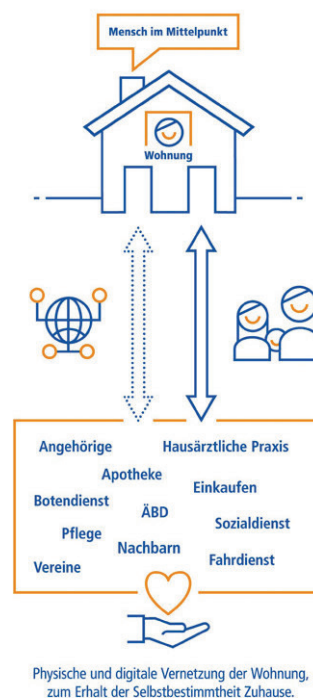 Mensch im Mittelpunkt
Wohnung
Angehörige
Hausärztliche Praxis
Apotheke
Einkaufen
Botendienst
ÄBD
Sozialdienst
Pflege
Nachbarn
Fahrdienst
Vereine
Physische und digitale Vernetzung der Wohnung,
zum Erhalt der Selbstbestimmtheit Zuhause.